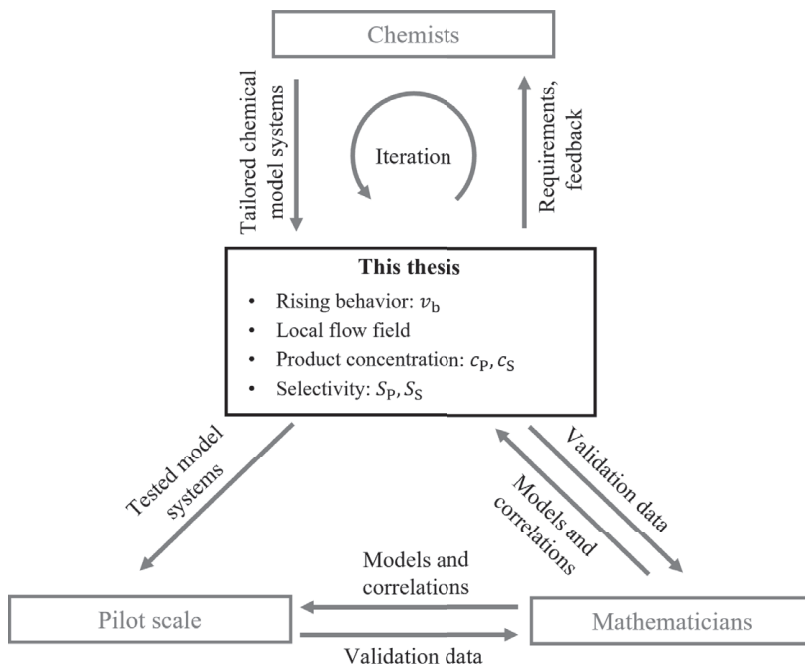 Chemists
Tailored chemical
model systems
Iteration
Requirements,
feedback
This thesis
• Rising behavior: v_b
• Local flow field
• Product concentration: c_P, c_S
• Selectivity: S_P, S_S
Tested model
systems
Validation data
Models and
correlations
Models and
correlations
Pilot scale
Mathematicians
Validation data